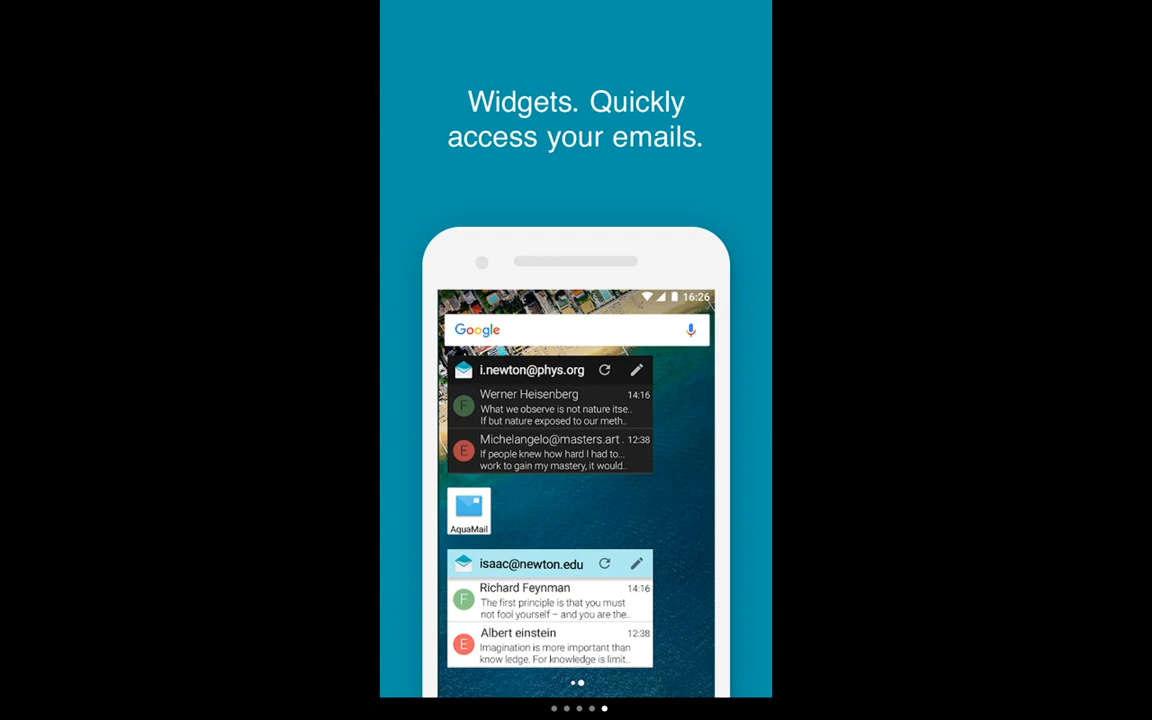 Widgets. Quickly
access your emails.
16:26
Google
i.newton@phys.org
Werner Heisenberg 14:16
F
What we observe is not nature itse..
If but nature exposed to our meth..
Michelangelo@masters.art . 12:38
E
If people knew how hard I had to...
work to gain my mastery, it would..
AquaMail
isaac@newton.edu
Richard Feynman 14:16
F
The first principle is that you must
not fool yourself – and you are the..
Albert einstein 12:38
E
Imagination is more important than
know ledge. For knowledge is limit..